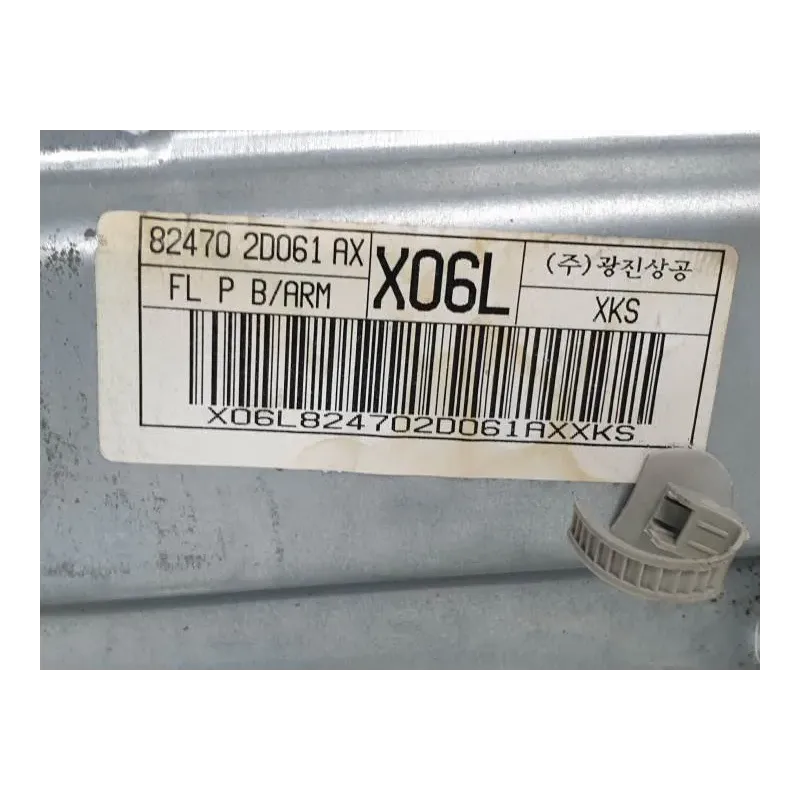 82470 2D061 AX
FL P B/ARM
X06L
(주)광진상공
XKS
X06L824702D061AXXKS